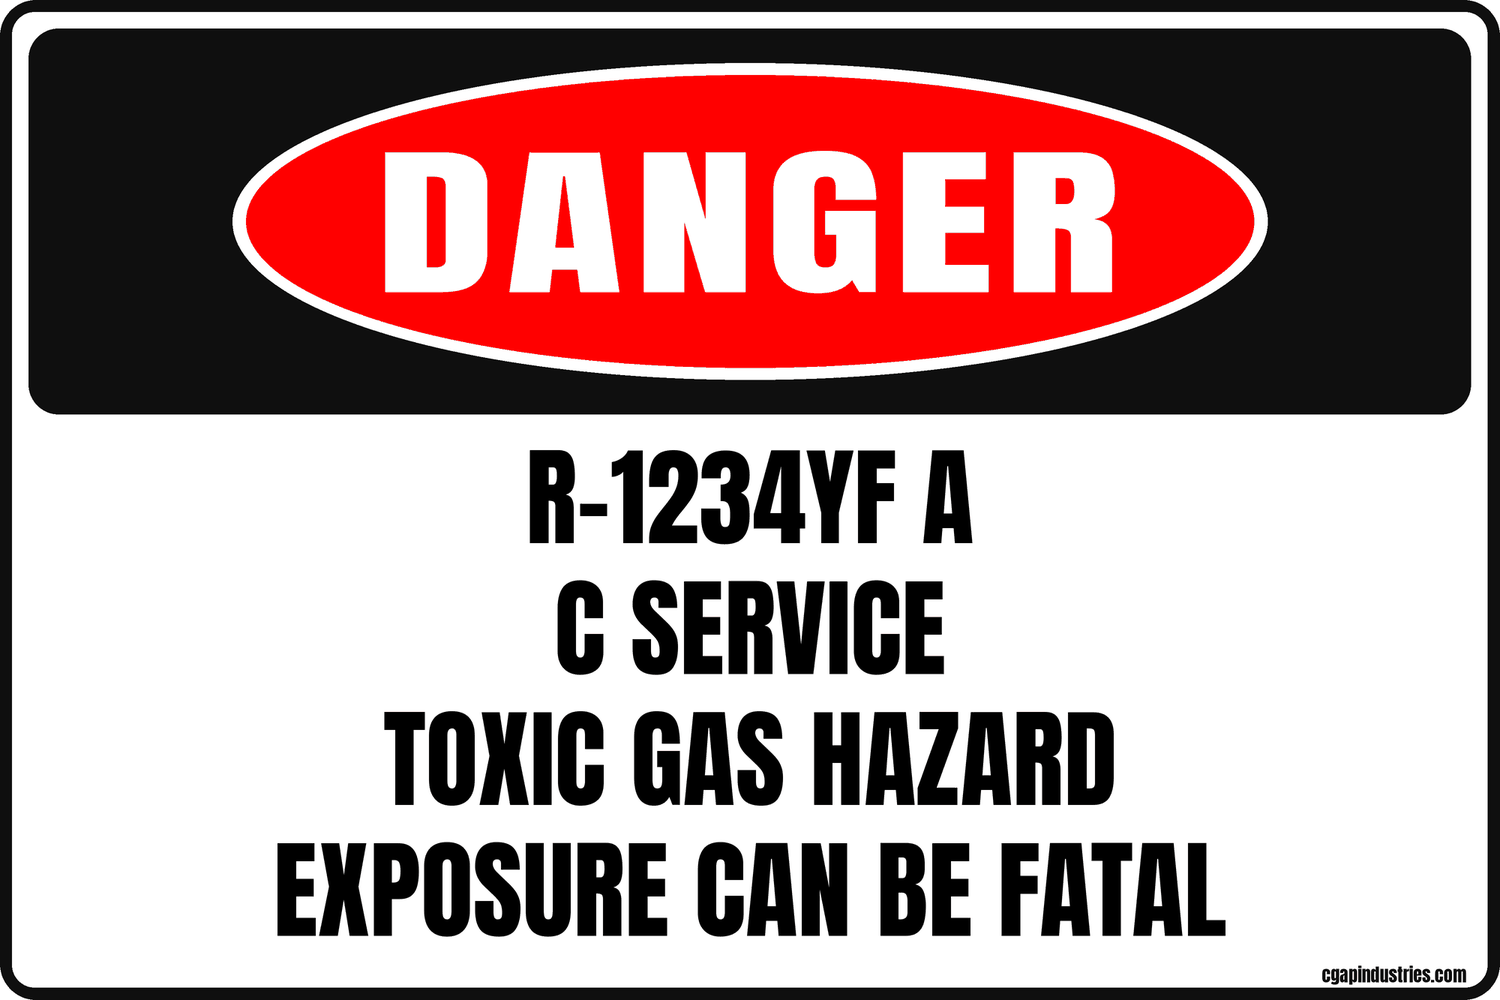 DANGER
R-1234YF A
C SERVICE
TOXIC GAS HAZARD
EXPOSURE CAN BE FATAL
cgapindustries.com